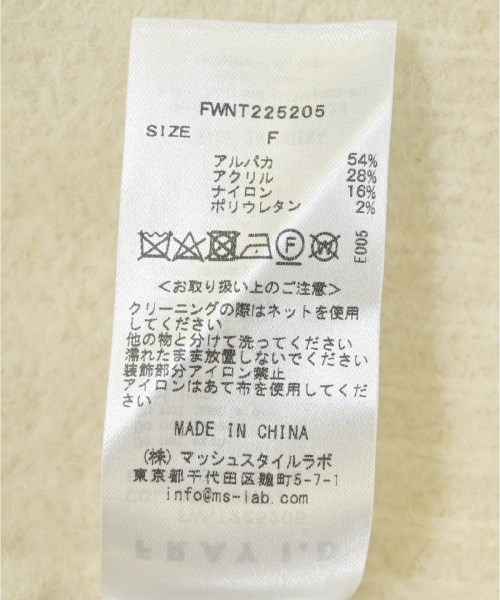 FWNT225205
SIZE F
アルパカ 54%
アクリル 28%
ナイロン 16%
ポリウレタン 2%
F W E005
<お取り扱い上のご注意>
クリーニングの際はネットを使用
してください
他の物と分けて洗ってください
濡れたまま放置しないでください
装飾部分アイロン禁止
アイロンはあて布を使用してくだ
さい
MADE IN CHINA
(株) マッシュスタイルラボ
東京都千代田区麹町5-7-1
info@ms-lab.com
FRAY I.D